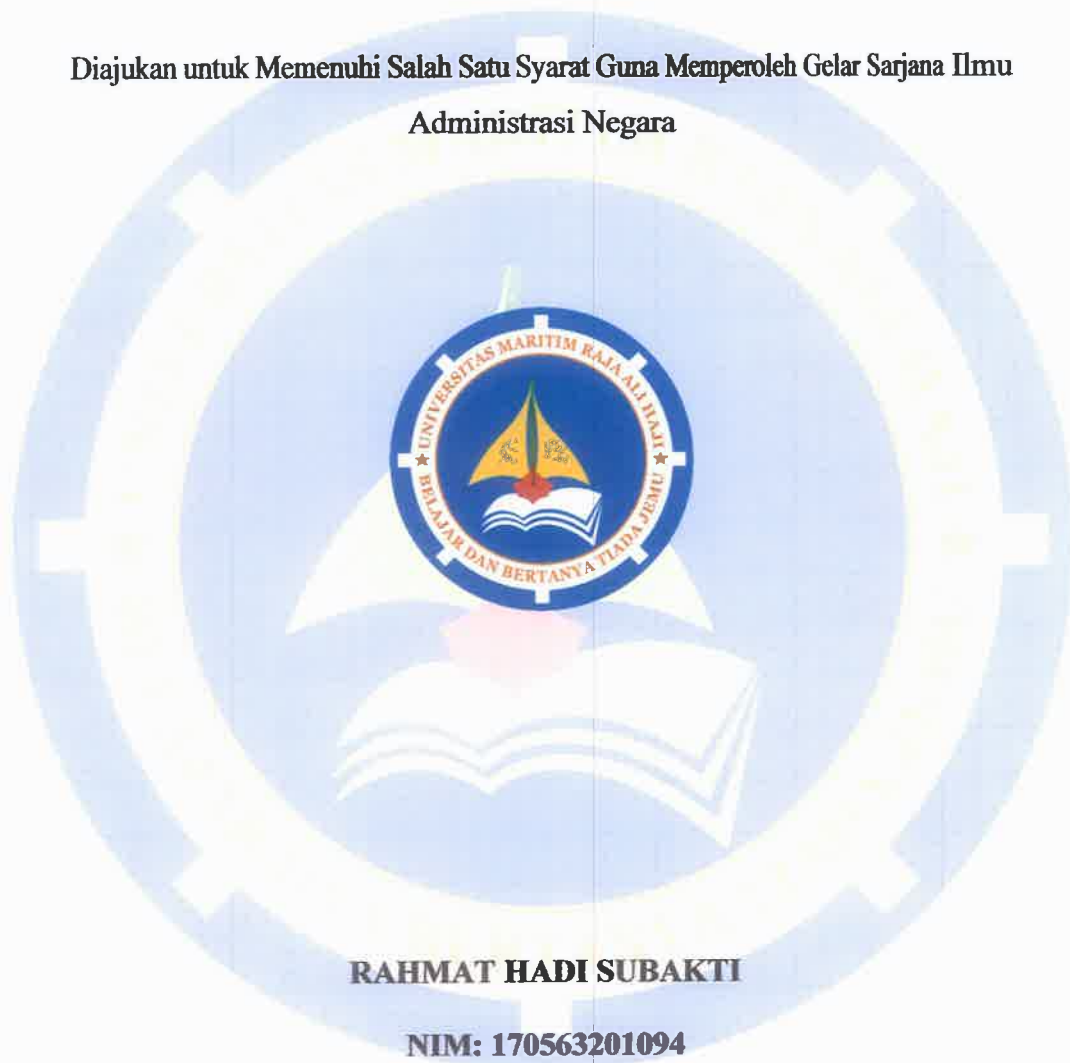 Diajukan untuk Memenuhi Salah Satu Syarat Guna Memperoleh Gelar Sarjana Ilmu
Administrasi Negara
UNIVERSITAS MARITIM RAJA ALI HAJI
BELAJAR DAN BERTANYA TIADA JEMU
RAHMAT HADI SUBAKTI
NIM: 170563201094